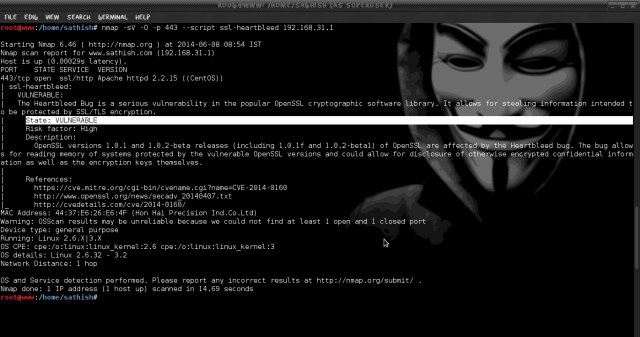 ROOT@WWW: /HOME/SATHISH (AS SUPERUSER)
FILE EDIG VIEW SEARCH GERMINAL HELP
root@www:/home/sathish# nmap -sV -O -p 443 --script ssl-heartbleed 192.168.31.1
Starting Nmap 6.46 ( http://nmap.org ) at 2014-06-08 08:54 IST
Nmap scan report for www.sathish.com (192.168.31.1)
Host is up (0.00029s latency).
PORT    STATE SERVICE  VERSION
443/tcp open  ssl/http Apache httpd 2.2.15 ((CentOS))
| ssl-heartbleed:
|   VULNERABLE:
|   The Heartbleed Bug is a serious vulnerability in the popular OpenSSL cryptographic software library. It allows for stealing information intended t
o be protected by SSL/TLS encryption.
|     State: VULNERABLE
|     Risk factor: High
|     Description:
|       OpenSSL versions 1.0.1 and 1.0.2-beta releases (including 1.0.1f and 1.0.2-beta1) of OpenSSL are affected by the Heartbleed bug. The bug allow
s for reading memory of systems protected by the vulnerable OpenSSL versions and could allow for disclosure of otherwise encrypted confidential inform
ation as well as the encryption keys themselves.
|
|     References:
|       https://cve.mitre.org/cgi-bin/cvename.cgi?name=CVE-2014-0160
|       http://www.openssl.org/news/secadv_20140407.txt
|_      http://cvedetails.com/cve/2014-0160/
MAC Address: 44:37:E6:26:E6:4F (Hon Hai Precision Ind.Co.Ltd)
Warning: OSScan results may be unreliable because we could not find at least 1 open and 1 closed port
Device type: general purpose
Running: Linux 2.6.X|3.X
OS CPE: cpe:/o:linux:linux_kernel:2.6 cpe:/o:linux:linux_kernel:3
OS details: Linux 2.6.32 - 3.2
Network Distance: 1 hop
OS and Service detection performed. Please report any incorrect results at http://nmap.org/submit/ .
Nmap done: 1 IP address (1 host up) scanned in 14.69 seconds
root@www:/home/sathish#